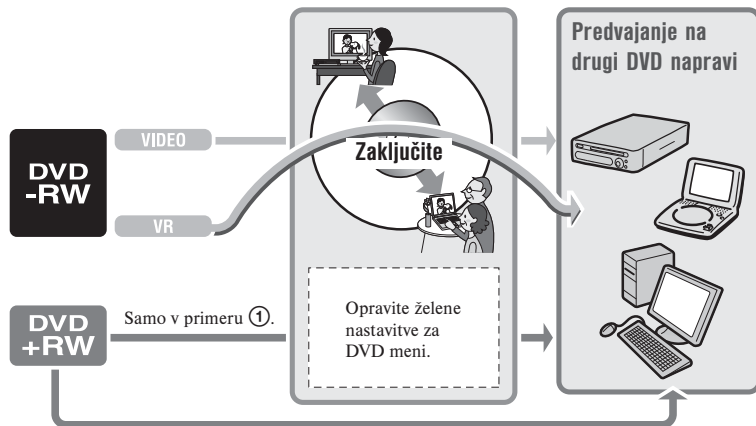 Predvajanje na
drugi DVD napravi
VIDEO
Zaključite
DVD
-RW
VR
DVD
+RW
Samo v primeru ①.
Opravite želene
nastavitve za
DVD meni.